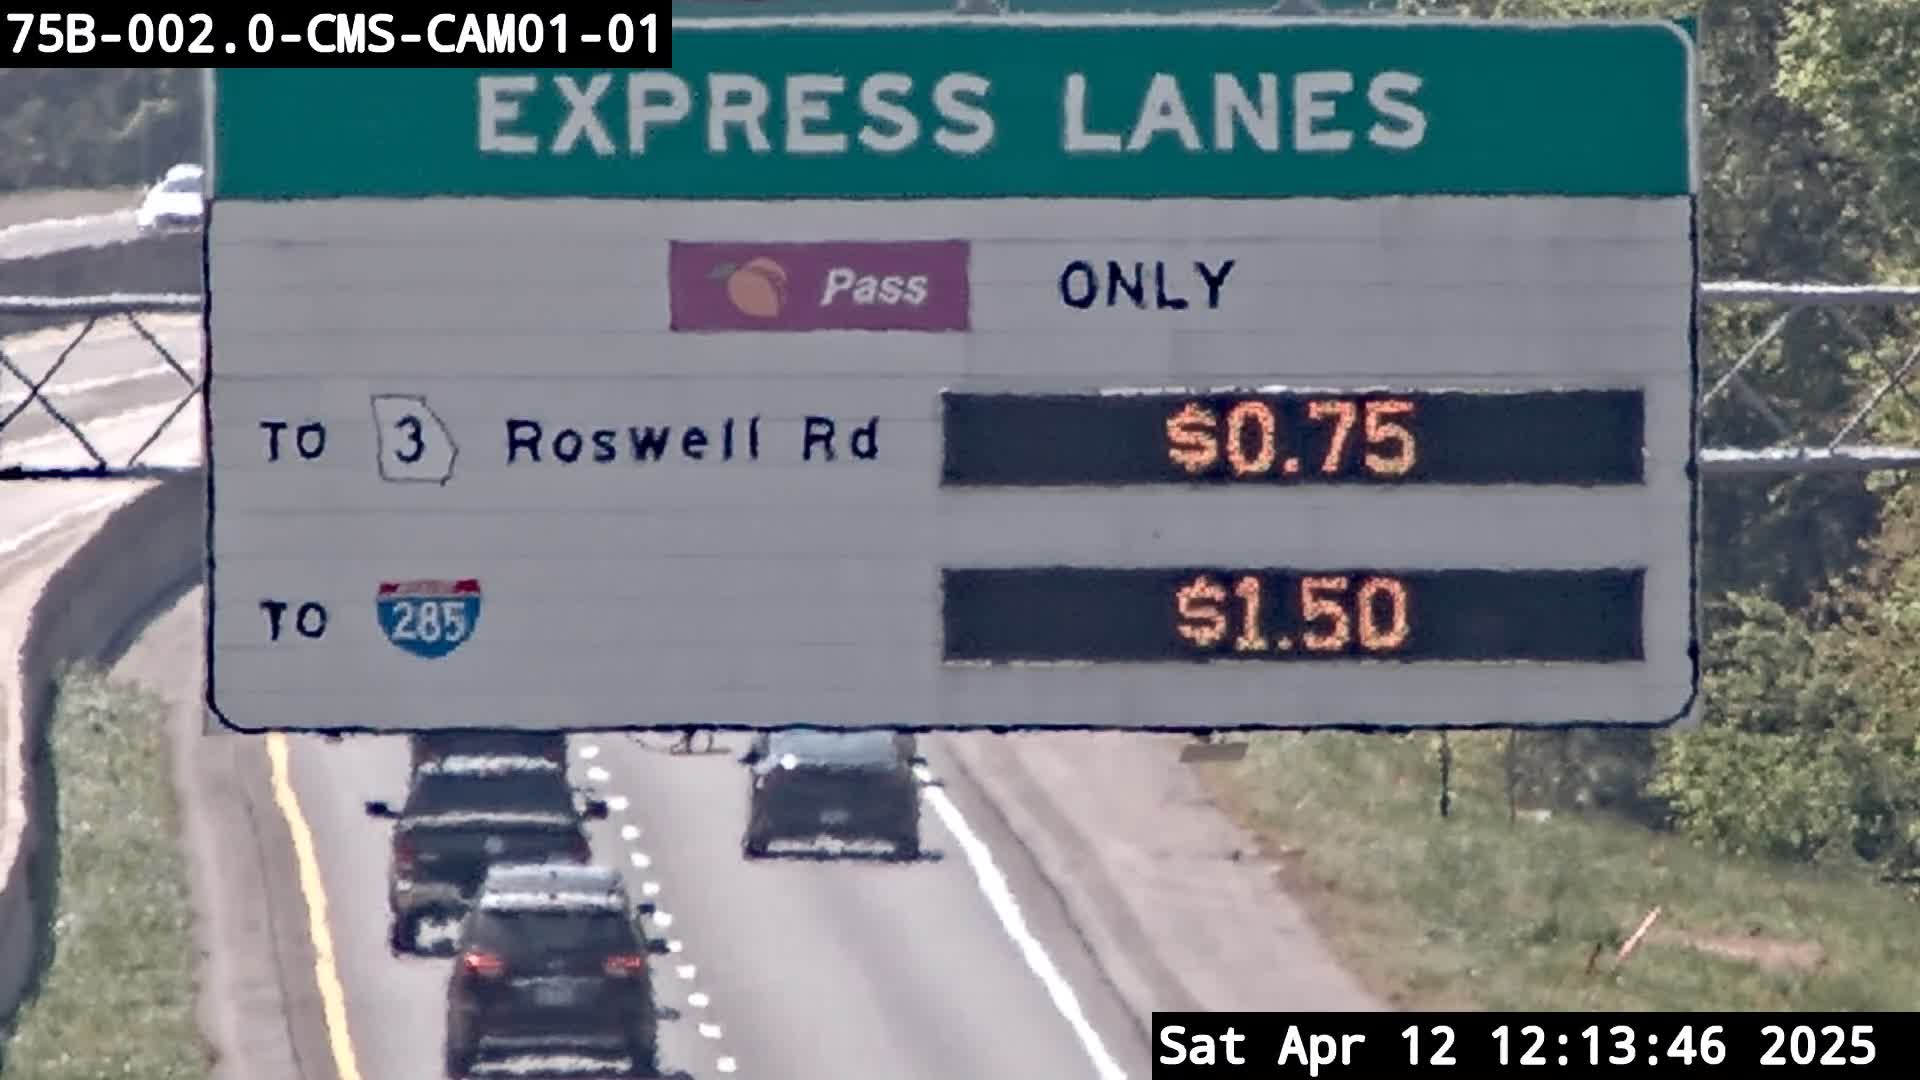 75B-002.0-CMS-CAM01-01
EXPRESS LANES
Pass ONLY
TO 3 Roswell Rd $0.75
TO 285 $1.50
Sat Apr 12 12:13:46 2025